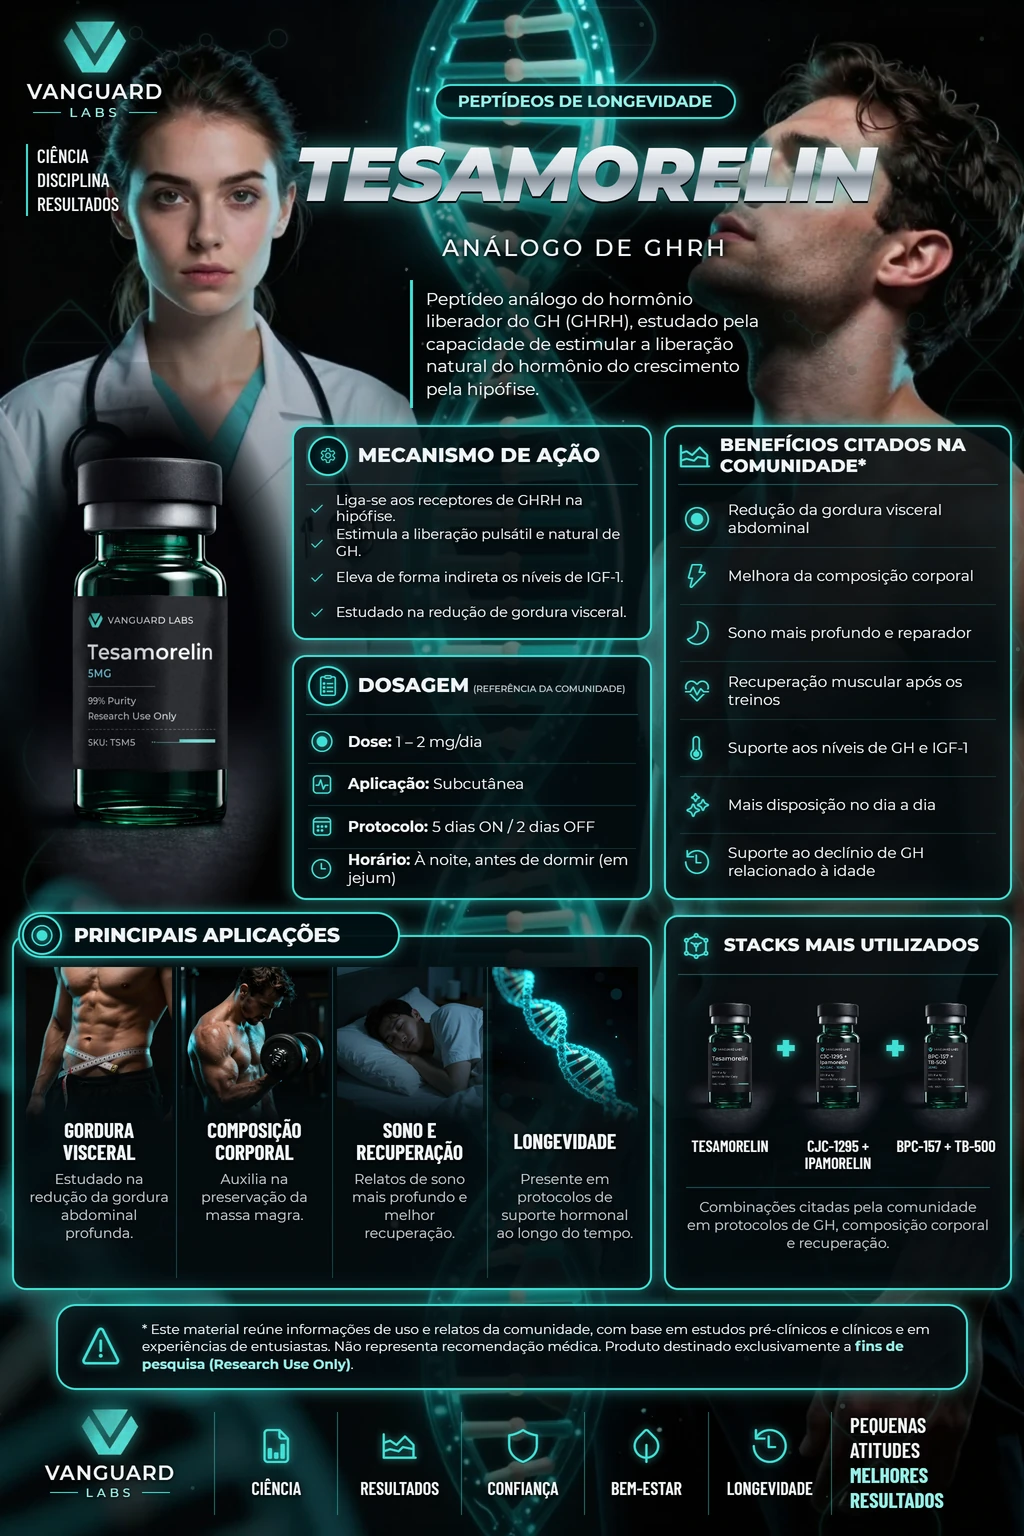 VANGUARD
LABS
CIÊNCIA
DISCIPLINA
RESULTADOS
PEPTÍDEOS DE LONGEVIDADE
TESAMORELIN
ANÁLOGO DE GHRH
Peptídeo análogo do hormônio
liberador do GH (GHRH), estudado pela
capacidade de estimular a liberação
natural do hormônio do crescimento
pela hipófise.
VANGUARD LABS
Tesamorelin
5MG
99% Purity
Research Use Only
SKU: TSM5
MECANISMO DE AÇÃO
Liga-se aos receptores de GHRH na
hipófise.
Estimula a liberação pulsátil e natural de
GH.
Eleva de forma indireta os níveis de IGF-1.
Estudado na redução de gordura visceral.
DOSAGEM (REFERÊNCIA DA COMUNIDADE)
Dose: 1 – 2 mg/dia
Aplicação: Subcutânea
Protocolo: 5 dias ON / 2 dias OFF
Horário: À noite, antes de dormir (em
jejum)
BENEFÍCIOS CITADOS NA
COMUNIDADE*
Redução da gordura visceral
abdominal
Melhora da composição corporal
Sono mais profundo e reparador
Recuperação muscular após os
treinos
Suporte aos níveis de GH e IGF-1
Mais disposição no dia a dia
Suporte ao declínio de GH
relacionado à idade
PRINCIPAIS APLICAÇÕES
GORDURA
VISCERAL
Estudado na
redução da gordura
abdominal
profunda.
COMPOSIÇÃO
CORPORAL
Auxilia na
preservação da
massa magra.
SONO E
RECUPERAÇÃO
Relatos de sono
mais profundo e
melhor
recuperação.
LONGEVIDADE
Presente em
protocolos de
suporte hormonal
ao longo do tempo.
STACKS MAIS UTILIZADOS
Tesamorelin
CJC-1295 +
Ipamorelin
BPC-157 +
TB-500
TESAMORELIN
CJC-1295 +
IPAMORELIN
BPC-157 + TB-500
Combinações citadas pela comunidade
em protocolos de GH, composição corporal
e recuperação.
* Este material reúne informações de uso e relatos da comunidade, com base em estudos pré-clínicos e clínicos e em
experiências de entusiastas. Não representa recomendação médica. Produto destinado exclusivamente a fins de
pesquisa (Research Use Only).
VANGUARD
LABS
CIÊNCIA
RESULTADOS
CONFIANÇA
BEM-ESTAR
LONGEVIDADE
PEQUENAS
ATITUDES
MELHORES
RESULTADOS